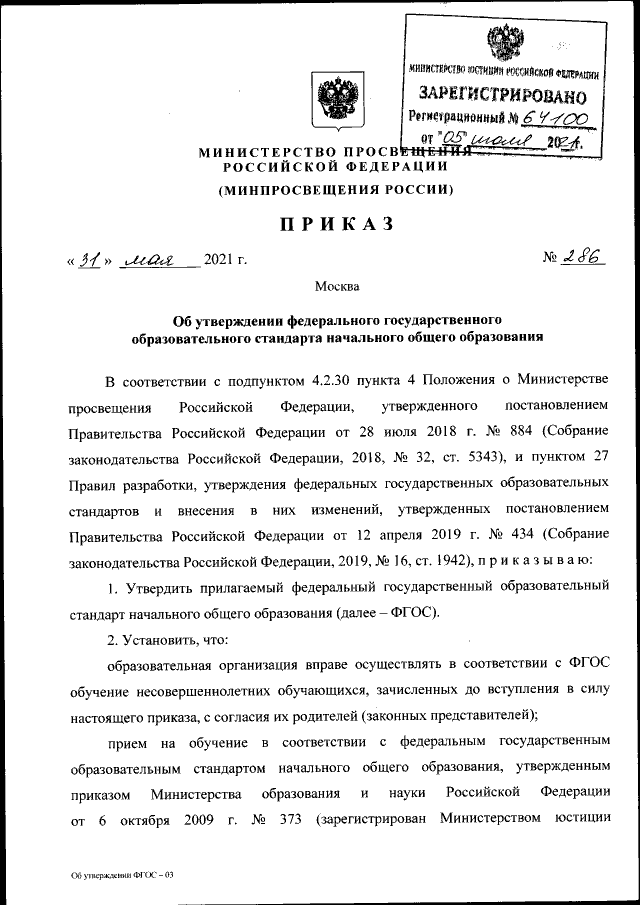 МИНИСТЕРСТВО ЮСТИЦИИ РОССИЙСКОЙ ФЕДЕРАЦИИ
ЗАРЕГИСТРИРОВАНО
Регистрационный № 64100
от "05" июля 2021г.
МИНИСТЕРСТВО ПРОСВЕЩЕНИЯ
РОССИЙСКОЙ ФЕДЕРАЦИИ
(МИНПРОСВЕЩЕНИЯ РОССИИ)
ПРИКАЗ
« 31 » мая 2021 г. № 286
Москва
Об утверждении федерального государственного
образовательного стандарта начального общего образования
В соответствии с подпунктом 4.2.30 пункта 4 Положения о Министерстве
просвещения Российской Федерации, утвержденного постановлением
Правительства Российской Федерации от 28 июля 2018 г. № 884 (Собрание
законодательства Российской Федерации, 2018, № 32, ст. 5343), и пунктом 27
Правил разработки, утверждения федеральных государственных образовательных
стандартов и внесения в них изменений, утвержденных постановлением
Правительства Российской Федерации от 12 апреля 2019 г. № 434 (Собрание
законодательства Российской Федерации, 2019, № 16, ст. 1942), п р и к а з ы в а ю:
1. Утвердить прилагаемый федеральный государственный образовательный
стандарт начального общего образования (далее – ФГОС).
2. Установить, что:
образовательная организация вправе осуществлять в соответствии с ФГОС
обучение несовершеннолетних обучающихся, зачисленных до вступления в силу
настоящего приказа, с согласия их родителей (законных представителей);
прием на обучение в соответствии с федеральным государственным
образовательным стандартом начального общего образования, утвержденным
приказом Министерства образования и науки Российской Федерации
от 6 октября 2009 г. № 373 (зарегистрирован Министерством юстиции
Об утверждении ФГОС – 03